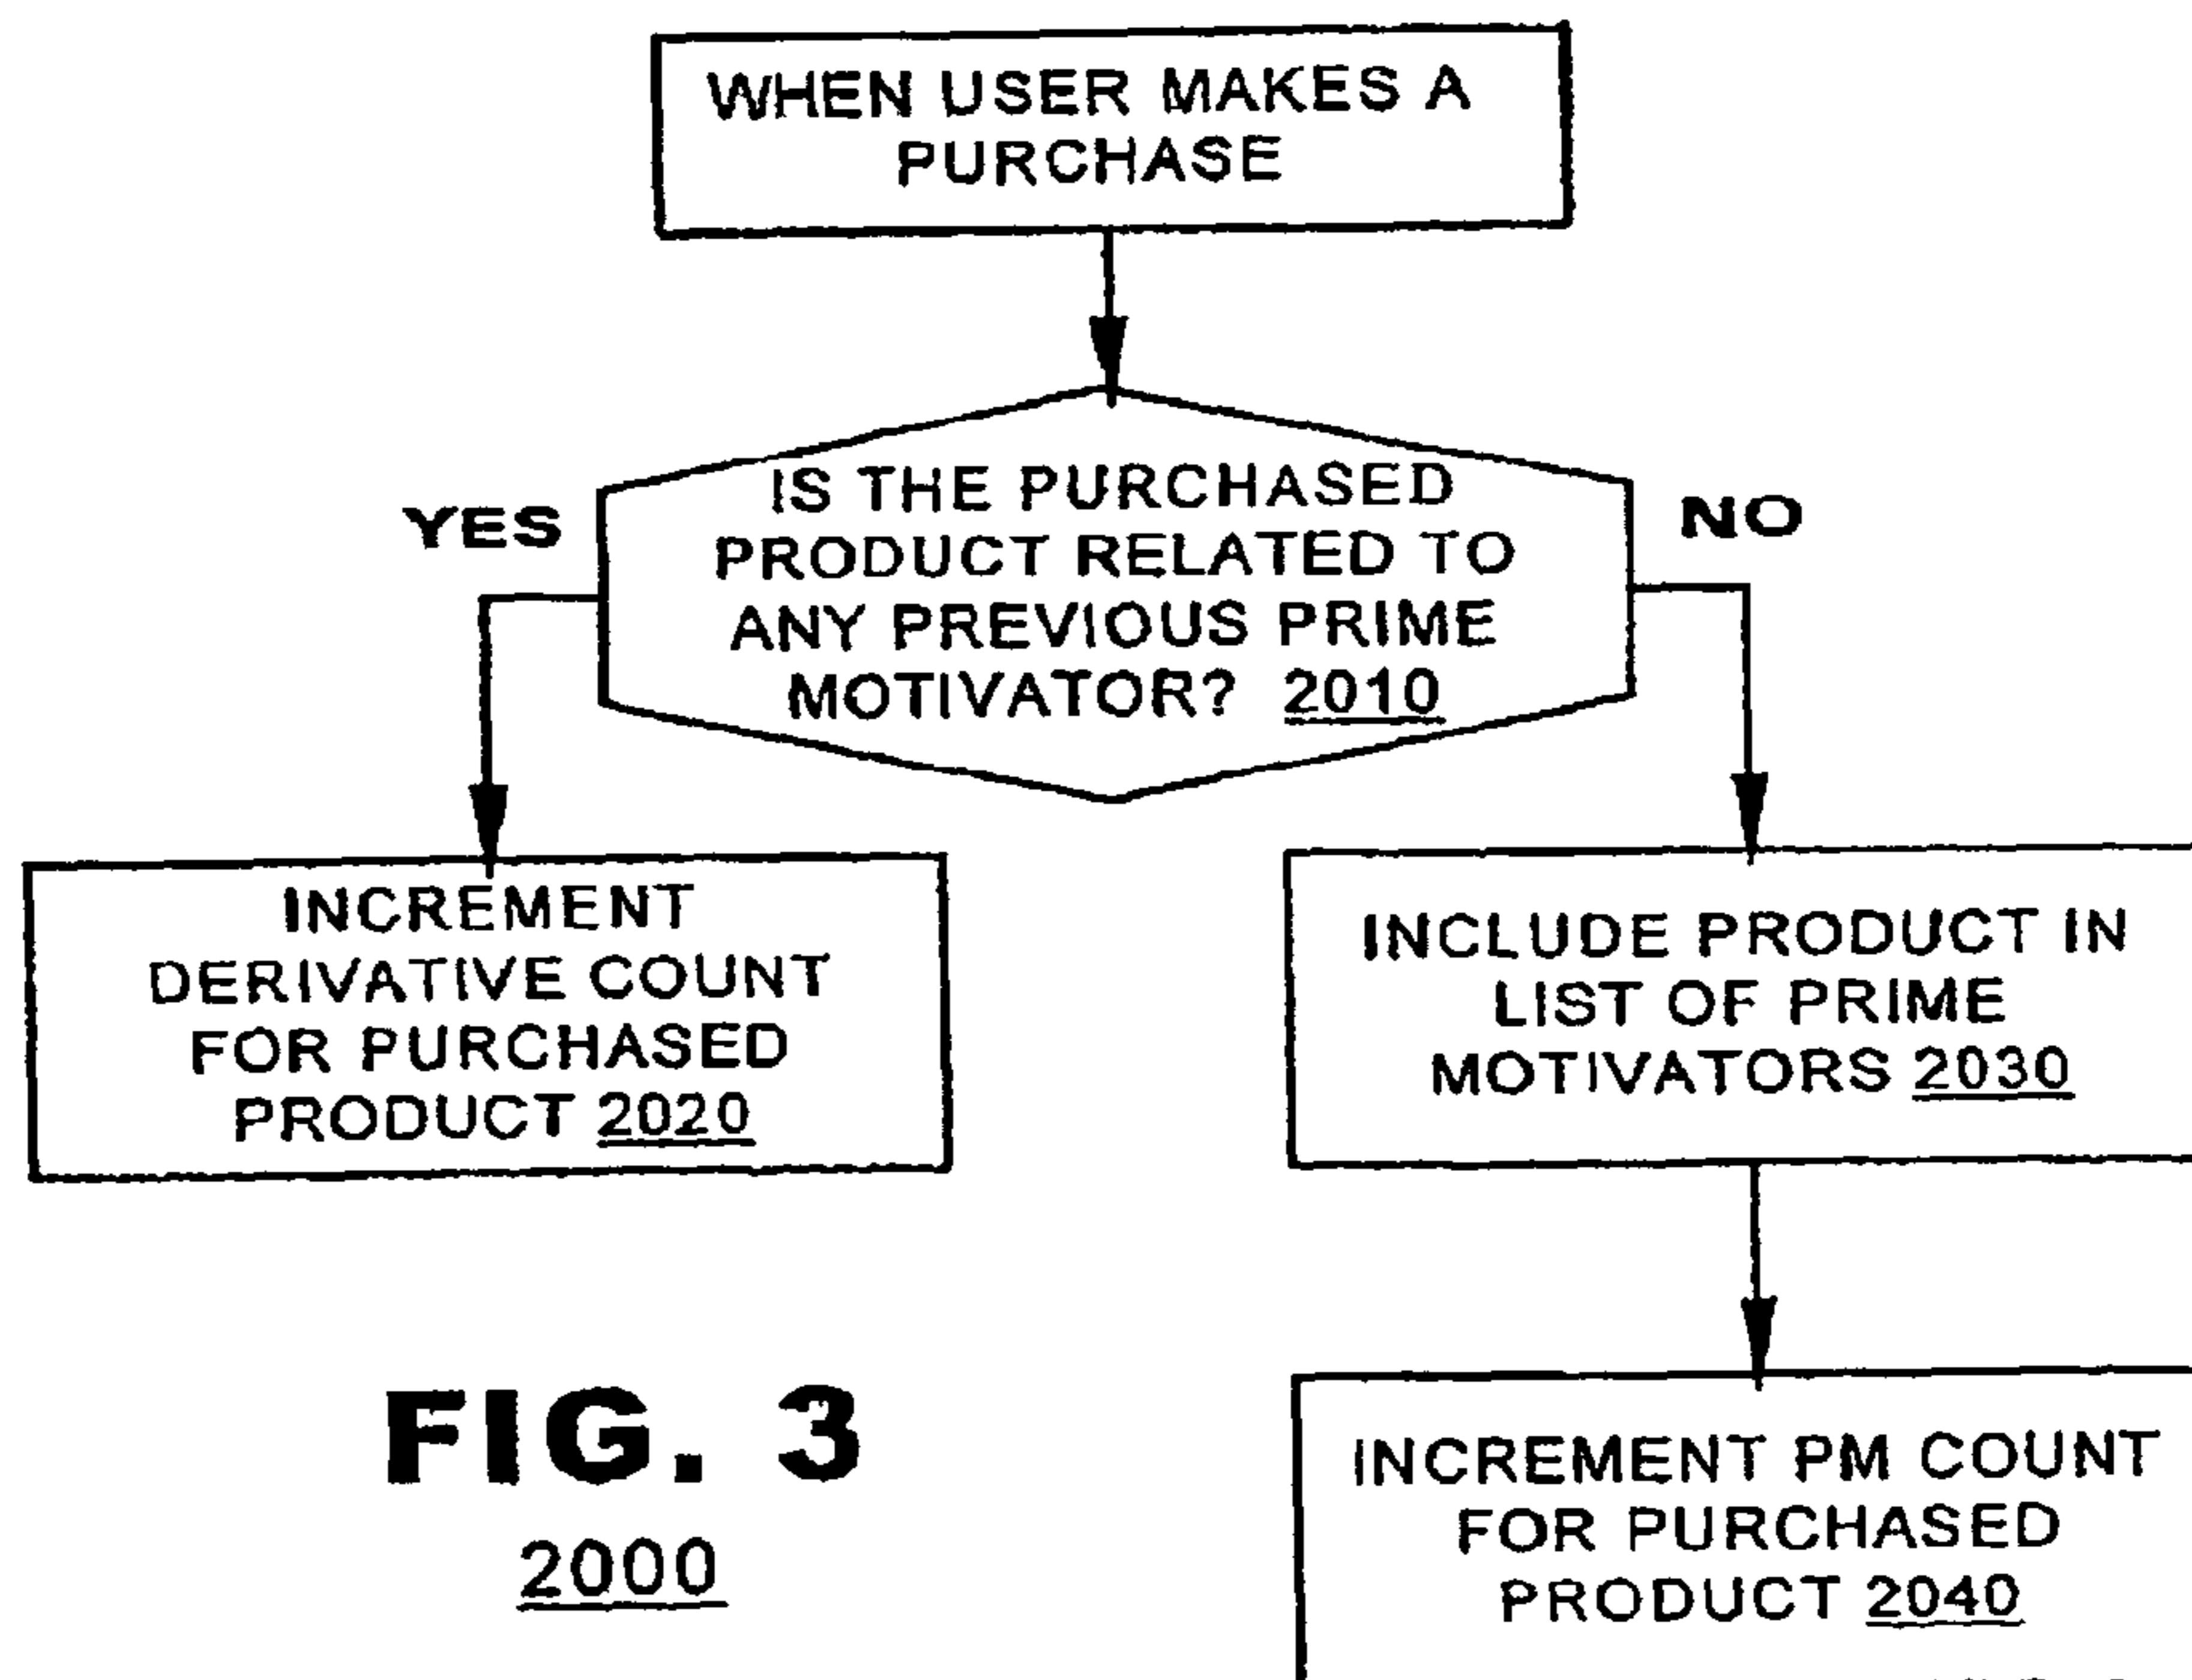 WHEN USER MAKES A
PURCHASE
IS THE PURCHASED
PRODUCT RELATED TO
ANY PREVIOUS PRIME
MOTIVATOR? 2010
YES
NO
INCREMENT
DERIVATIVE COUNT
FOR PURCHASED
PRODUCT 2020
INCLUDE PRODUCT IN
LIST OF PRIME
MOTIVATORS 2030
INCREMENT PM COUNT
FOR PURCHASED
PRODUCT 2040
FIG. 3
2000